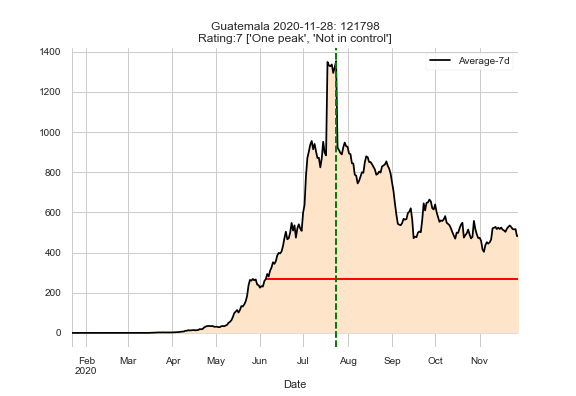 Guatemala 2020-11-28: 121798
Rating:7 ['One peak', 'Not in control']
Average-7d
1400
1200
1000
800
600
400
200
0
Feb Mar Apr May Jun Jul Aug Sep Oct Nov
2020
Date